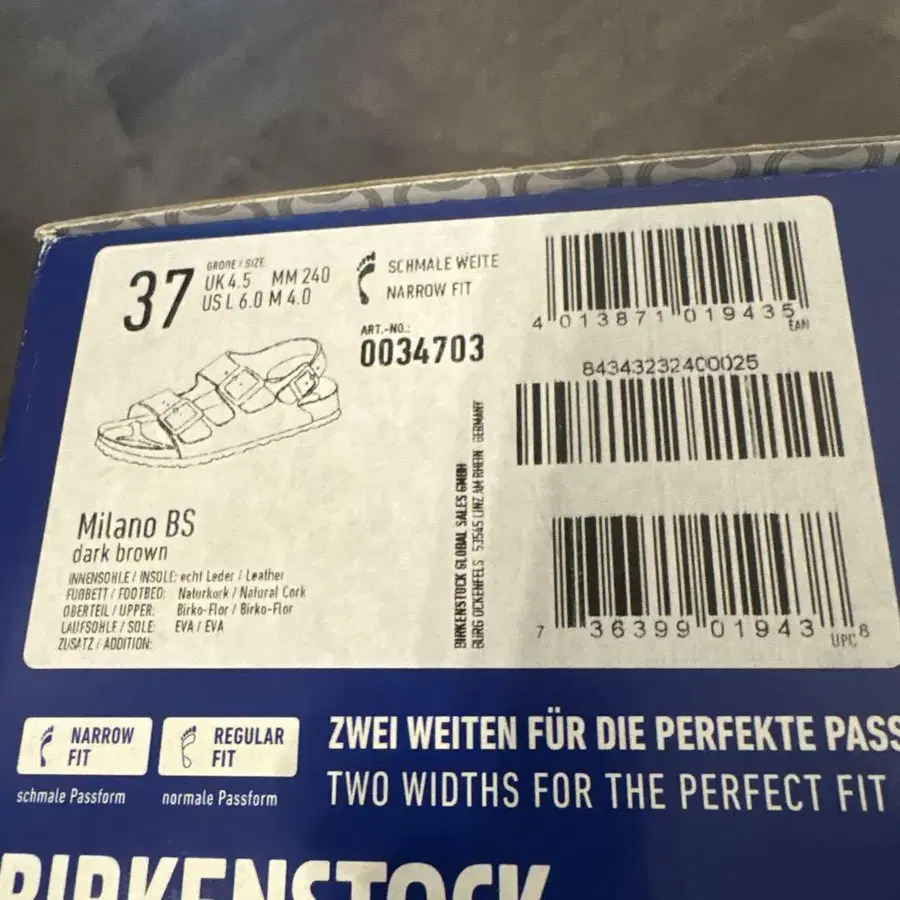 37
GRÖßE / SIZE
UK 4.5 MM 240
US L 6.0 M 4.0
SCHMALE WEITE
NARROW FIT
ART.-NO.:
0034703
4 013871 019435
EAN
84343232400025
7 36399 01943 8
UPC
BIRKENSTOCK GLOBAL SALES GMBH
BURG OCKENFELS 53545 LINZ AM RHEIN GERMANY
Milano BS
dark brown
INNENSOHLE / INSOLE: echt Leder / Leather
FUßBETT / FOOTBED: Naturkork / Natural Cork
OBERTEIL / UPPER: Birko-Flor / Birko-Flor
LAUFSOHLE / SOLE: EVA / EVA
ZUSATZ / ADDITION:
NARROW
FIT
schmale Passform
REGULAR
FIT
normale Passform
ZWEI WEITEN FÜR DIE PERFEKTE PASS
TWO WIDTHS FOR THE PERFECT FIT
BIRKENSTOCK